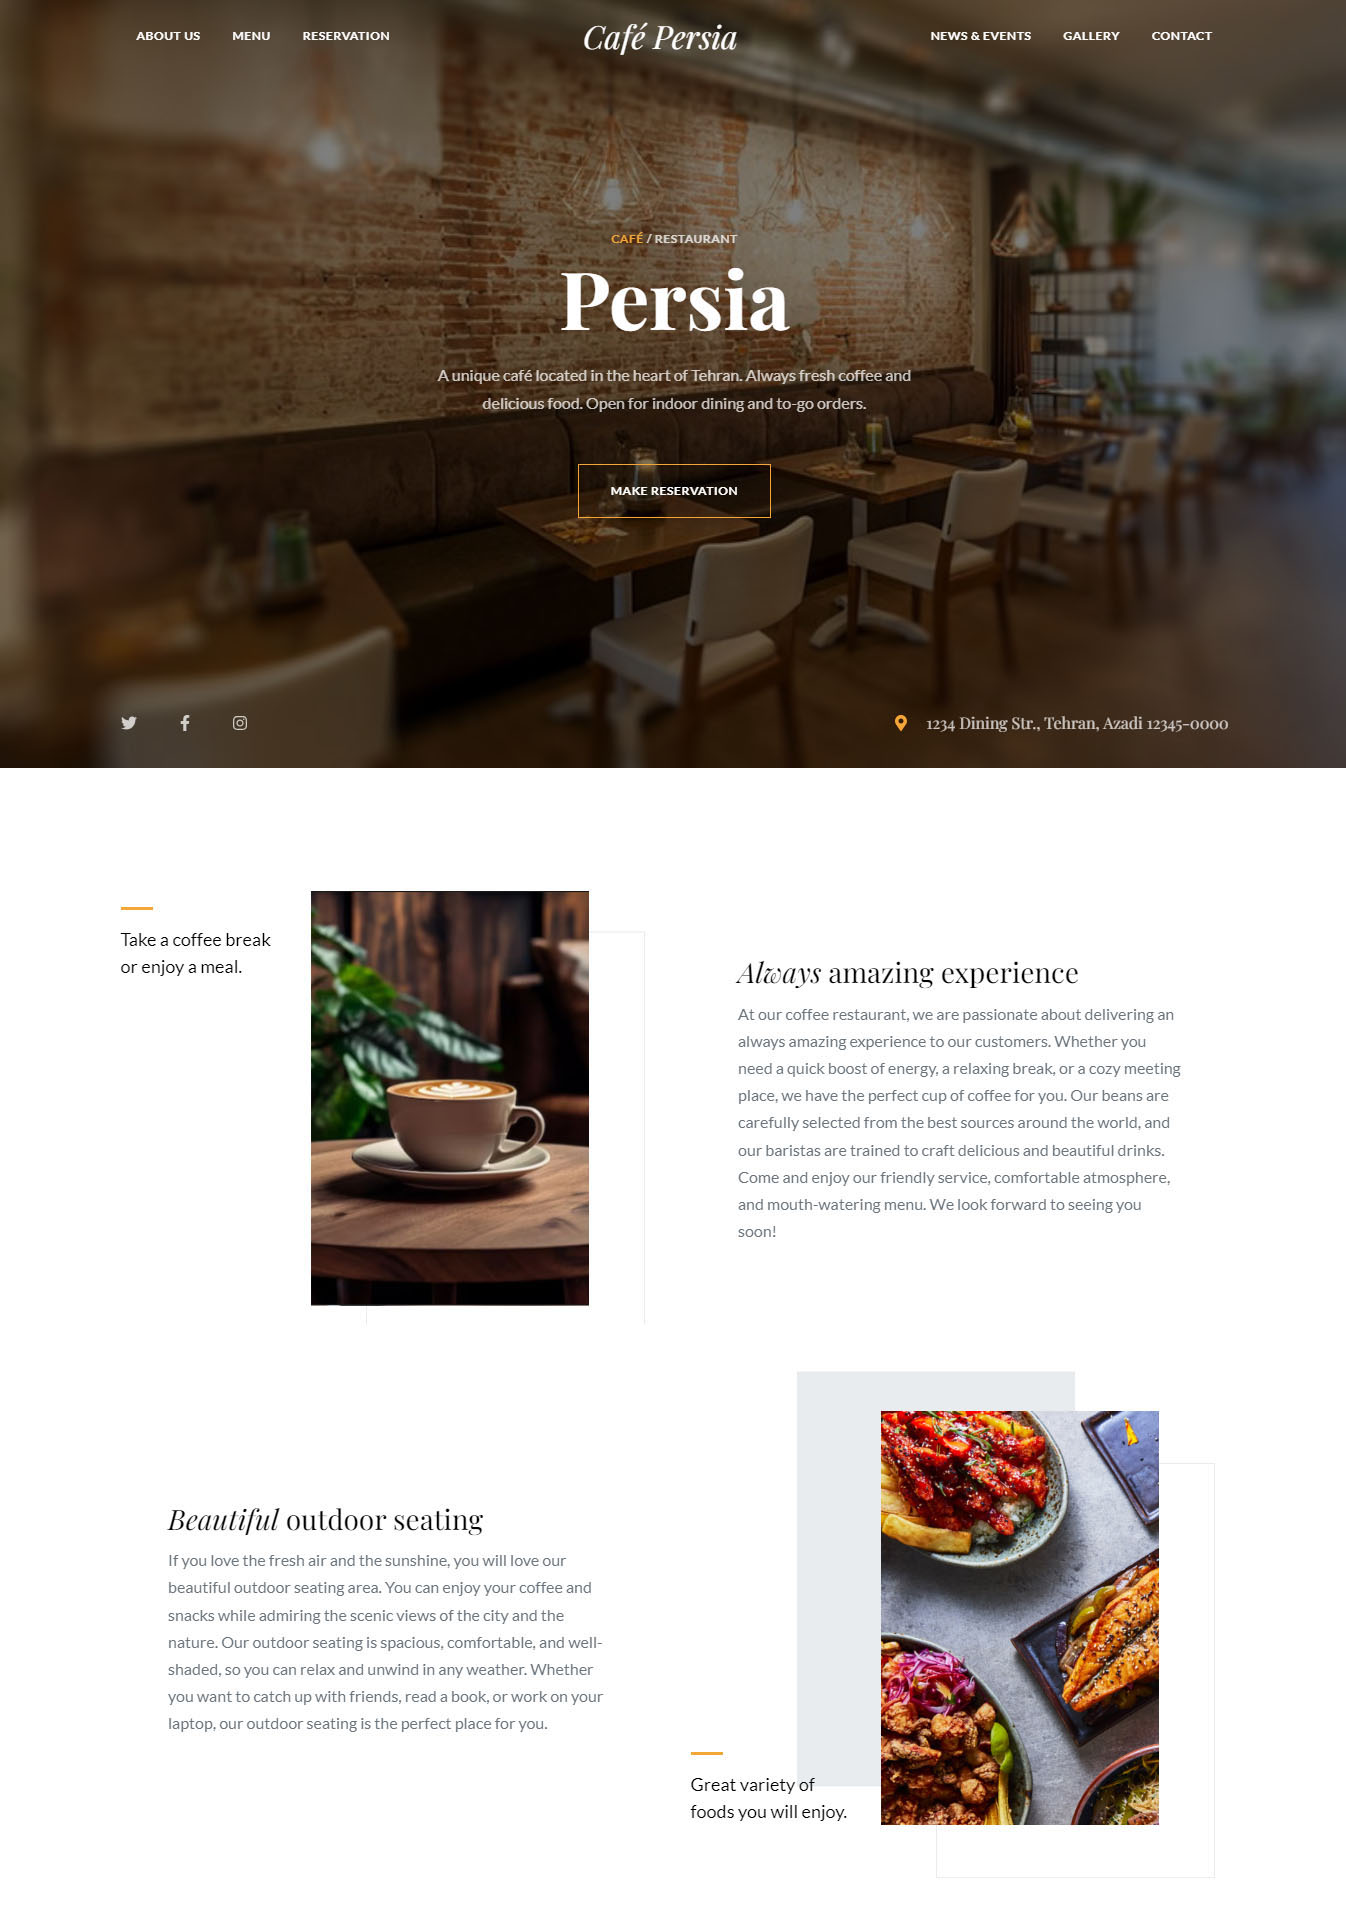 ABOUT US MENU RESERVATION Café Persia NEWS & EVENTS GALLERY CONTACT
CAFÉ / RESTAURANT
Persia
A unique café located in the heart of Tehran. Always fresh coffee and
delicious food. Open for indoor dining and to-go orders.
MAKE RESERVATION
1234 Dining Str., Tehran, Azadi 12345-0000
Take a coffee break
or enjoy a meal.
Always amazing experience
At our coffee restaurant, we are passionate about delivering an
always amazing experience to our customers. Whether you
need a quick boost of energy, a relaxing break, or a cozy meeting
place, we have the perfect cup of coffee for you. Our beans are
carefully selected from the best sources around the world, and
our baristas are trained to craft delicious and beautiful drinks.
Come and enjoy our friendly service, comfortable atmosphere,
and mouth-watering menu. We look forward to seeing you
soon!
Beautiful outdoor seating
If you love the fresh air and the sunshine, you will love our
beautiful outdoor seating area. You can enjoy your coffee and
snacks while admiring the scenic views of the city and the
nature. Our outdoor seating is spacious, comfortable, and well-
shaded, so you can relax and unwind in any weather. Whether
you want to catch up with friends, read a book, or work on your
laptop, our outdoor seating is the perfect place for you.
Great variety of
foods you will enjoy.